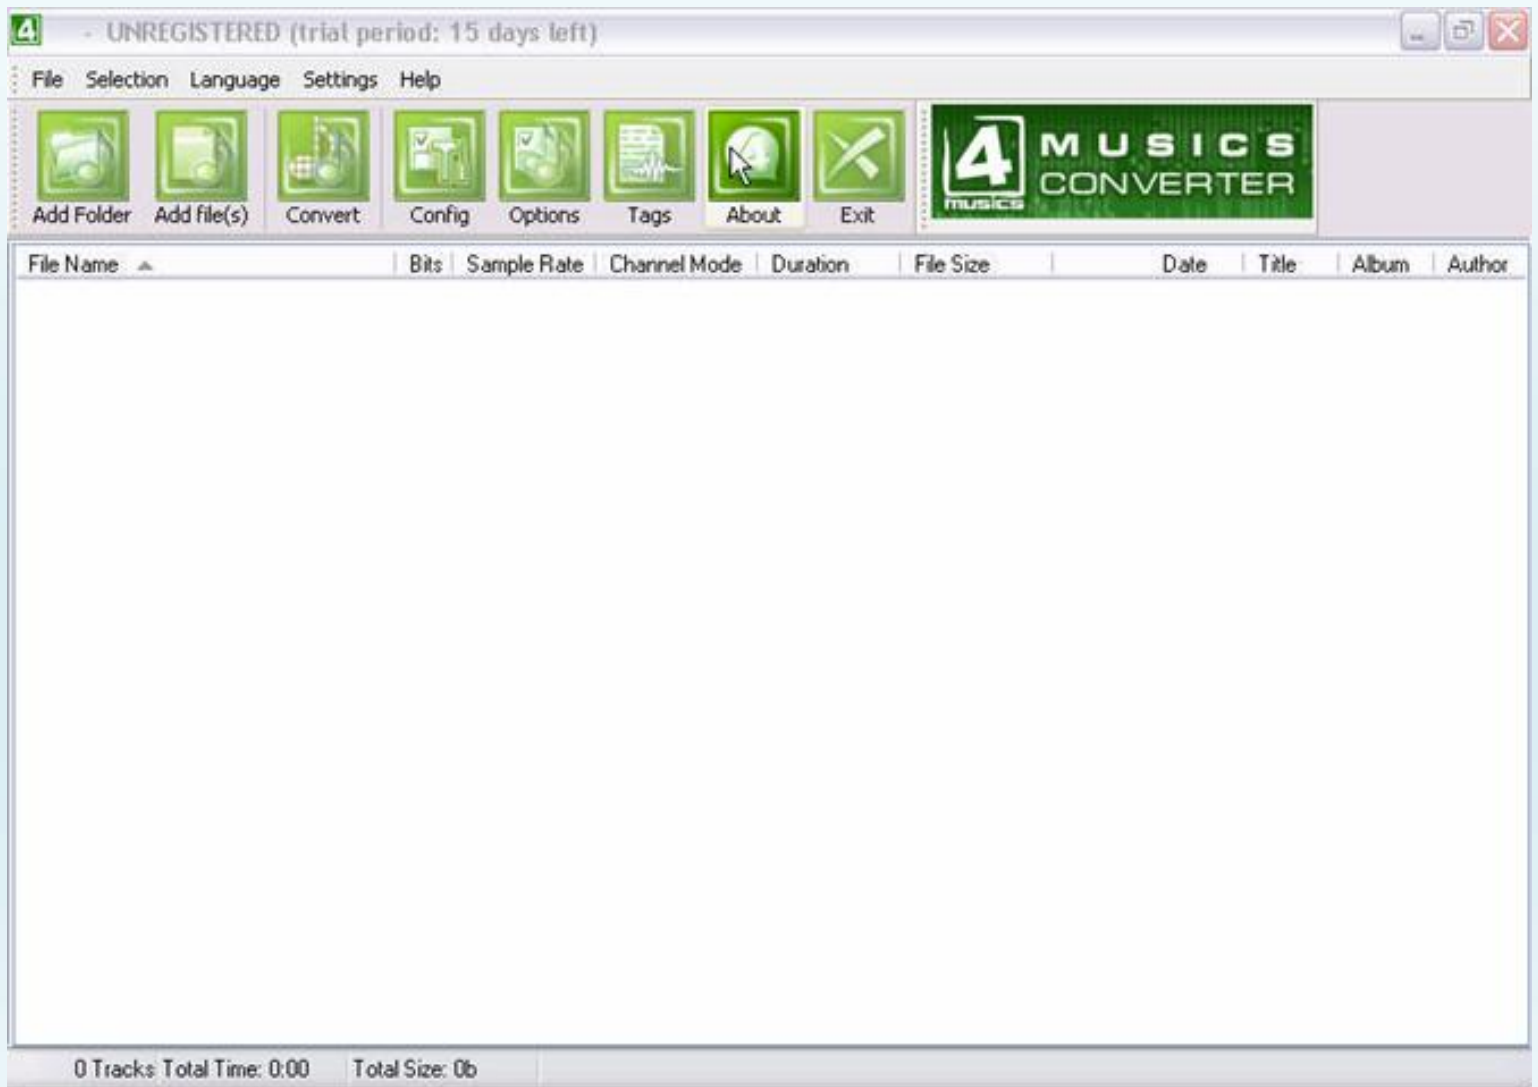 4 - UNREGISTERED (trial period: 15 days left)
File Selection Language Settings Help
Add Folder Add file(s) Convert Config Options Tags About Exit
4 musics MUSICS CONVERTER
File Name Bits Sample Rate Channel Mode Duration File Size Date Title Album Author
0 Tracks Total Time: 0:00 Total Size: 0b